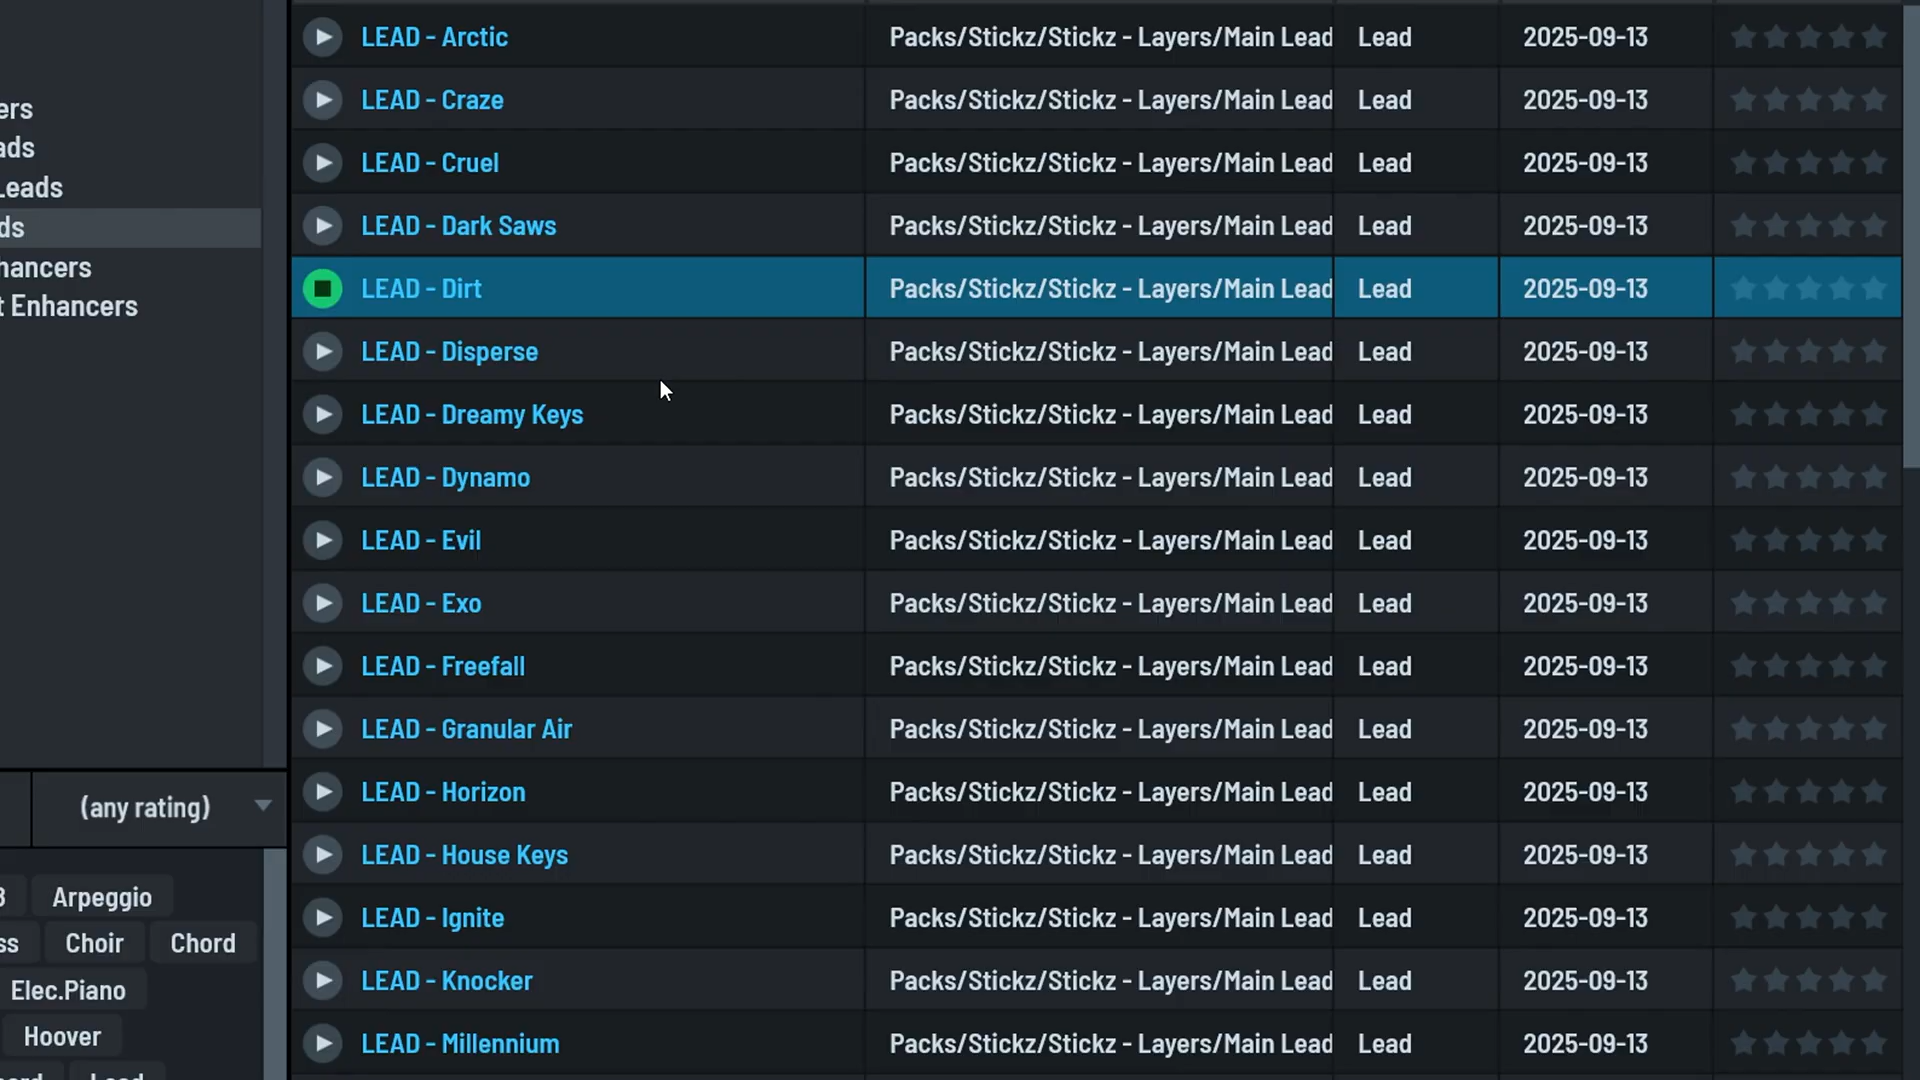 ers
ads
Leads
ds
hancers
t Enhancers
(any rating)
Arpeggio
ss Choir Chord
Elec.Piano
Hoover
LEAD - Arctic Packs/Stickz/Stickz - Layers/Main Lead Lead 2025-09-13
LEAD - Craze Packs/Stickz/Stickz - Layers/Main Lead Lead 2025-09-13
LEAD - Cruel Packs/Stickz/Stickz - Layers/Main Lead Lead 2025-09-13
LEAD - Dark Saws Packs/Stickz/Stickz - Layers/Main Lead Lead 2025-09-13
LEAD - Dirt Packs/Stickz/Stickz - Layers/Main Lead Lead 2025-09-13
LEAD - Disperse Packs/Stickz/Stickz - Layers/Main Lead Lead 2025-09-13
LEAD - Dreamy Keys Packs/Stickz/Stickz - Layers/Main Lead Lead 2025-09-13
LEAD - Dynamo Packs/Stickz/Stickz - Layers/Main Lead Lead 2025-09-13
LEAD - Evil Packs/Stickz/Stickz - Layers/Main Lead Lead 2025-09-13
LEAD - Exo Packs/Stickz/Stickz - Layers/Main Lead Lead 2025-09-13
LEAD - Freefall Packs/Stickz/Stickz - Layers/Main Lead Lead 2025-09-13
LEAD - Granular Air Packs/Stickz/Stickz - Layers/Main Lead Lead 2025-09-13
LEAD - Horizon Packs/Stickz/Stickz - Layers/Main Lead Lead 2025-09-13
LEAD - House Keys Packs/Stickz/Stickz - Layers/Main Lead Lead 2025-09-13
LEAD - Ignite Packs/Stickz/Stickz - Layers/Main Lead Lead 2025-09-13
LEAD - Knocker Packs/Stickz/Stickz - Layers/Main Lead Lead 2025-09-13
LEAD - Millennium Packs/Stickz/Stickz - Layers/Main Lead Lead 2025-09-13